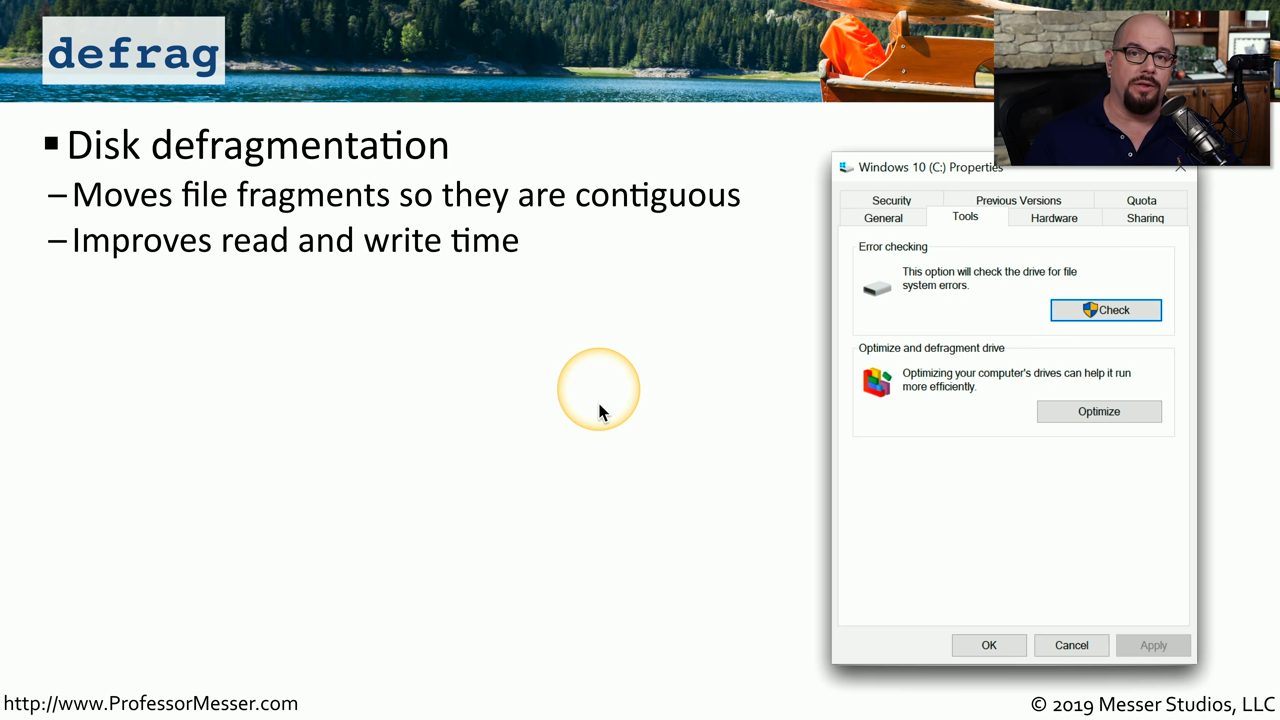 defrag
▪ Disk defragmentation
– Moves file fragments so they are contiguous
– Improves read and write time
Windows 10 (C:) Properties
Security Previous Versions Quota
General Tools Hardware Sharing
Error checking
This option will check the drive for file
system errors.
Check
Optimize and defragment drive
Optimizing your computer's drives can help it run
more efficiently.
Optimize
OK Cancel Apply
http://www.ProfessorMesser.com
© 2019 Messer Studios, LLC